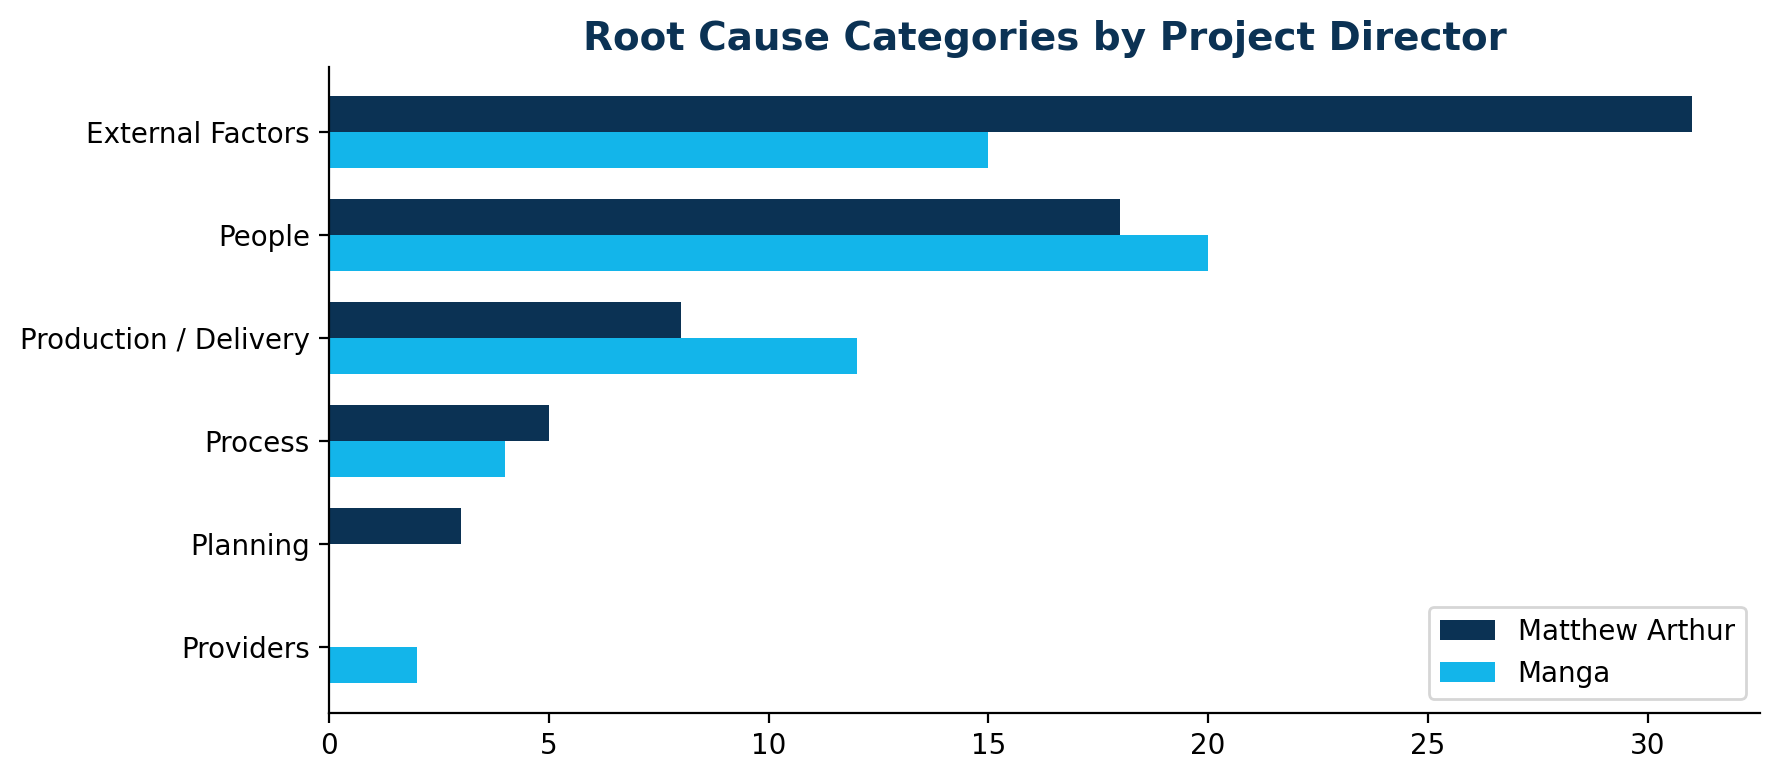 Root Cause Categories by Project Director
External Factors
People
Production / Delivery
Process
Planning
Providers
Matthew Arthur
Manga
0 5 10 15 20 25 30